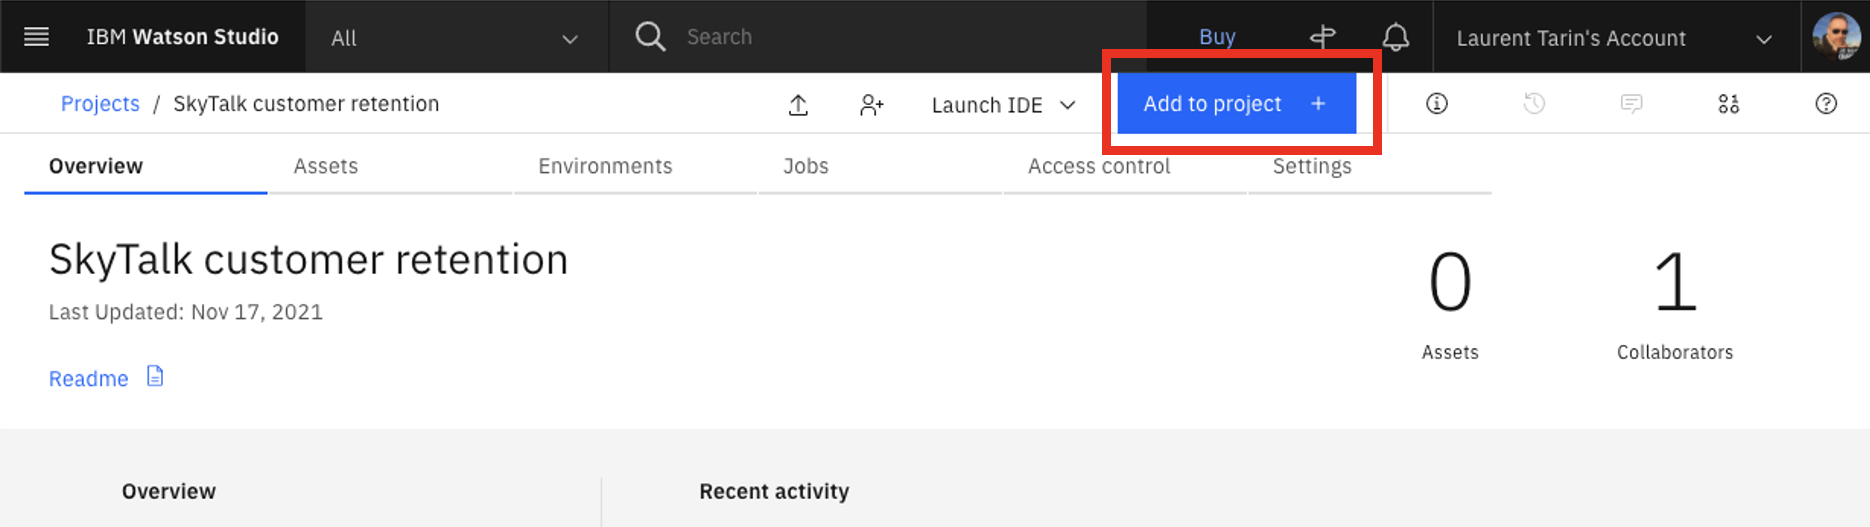 IBM Watson Studio
All
Search
Buy
Laurent Tarin's Account
Projects / SkyTalk customer retention
Launch IDE
Add to project +
Overview
Assets
Environments
Jobs
Access control
Settings
SkyTalk customer retention
Last Updated: Nov 17, 2021
Readme
0
Assets
1
Collaborators
Overview
Recent activity